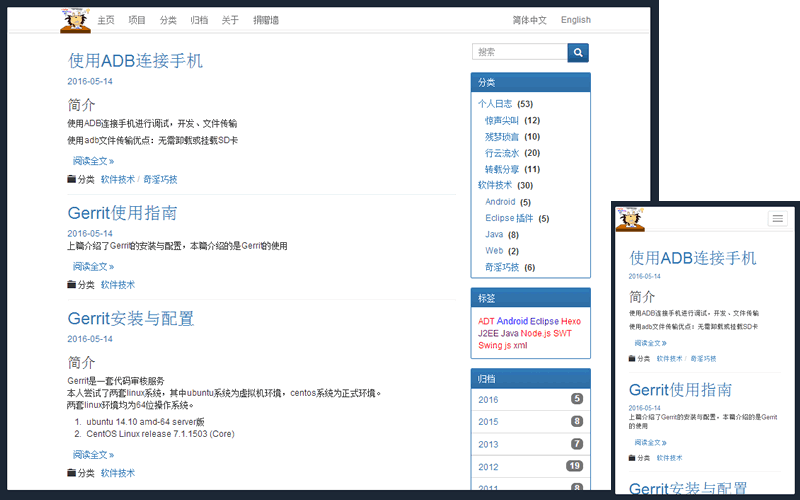 主页 项目 分类 归档 关于 捐赠墙 简体中文 English
使用ADB连接手机
2016-05-14
简介
使用ADB连接手机进行调试，开发、文件传输
使用adb文件传输优点：无需卸载或挂载SD卡
阅读全文 »
分类 软件技术 / 奇淫巧技
Gerrit使用指南
2016-05-14
上篇介绍了Gerrit的安装与配置，本篇介绍的是Gerrit的使用
阅读全文 »
分类 软件技术
Gerrit安装与配置
2016-05-14
简介
Gerrit是一套代码审核服务
本人尝试了两套linux系统，其中ubuntu系统为虚拟机环境，centos系统为正式环境。
两套linux环境均为64位操作系统。
1. ubuntu 14.10 amd-64 server版
2. CentOS Linux release 7.1.1503 (Core)
阅读全文 »
分类 软件技术
搜索
分类
个人日志 (53)
惊声尖叫 (12)
残梦琐言 (10)
行云流水 (20)
转载分享 (11)
软件技术 (30)
Android (5)
Eclipse 插件 (5)
Java (8)
Web (2)
奇淫巧技 (6)
标签
ADT Android Eclipse Hexo
J2EE Java Node.js SWT
Swing js xml
归档
2016 5
2015 8
2013 7
2012 19
2011 8
使用ADB连接手机
2016-05-14
简介
使用ADB连接手机进行调试，开发、文件传输
使用adb文件传输优点：无需卸载或挂载SD卡
阅读全文 »
分类 软件技术 / 奇淫巧技
Gerrit使用指南
2016-05-14
上篇介绍了Gerrit的安装与配置，本篇介绍的是Gerrit
的使用
阅读全文 »
分类 软件技术
Gerrit安装与配置